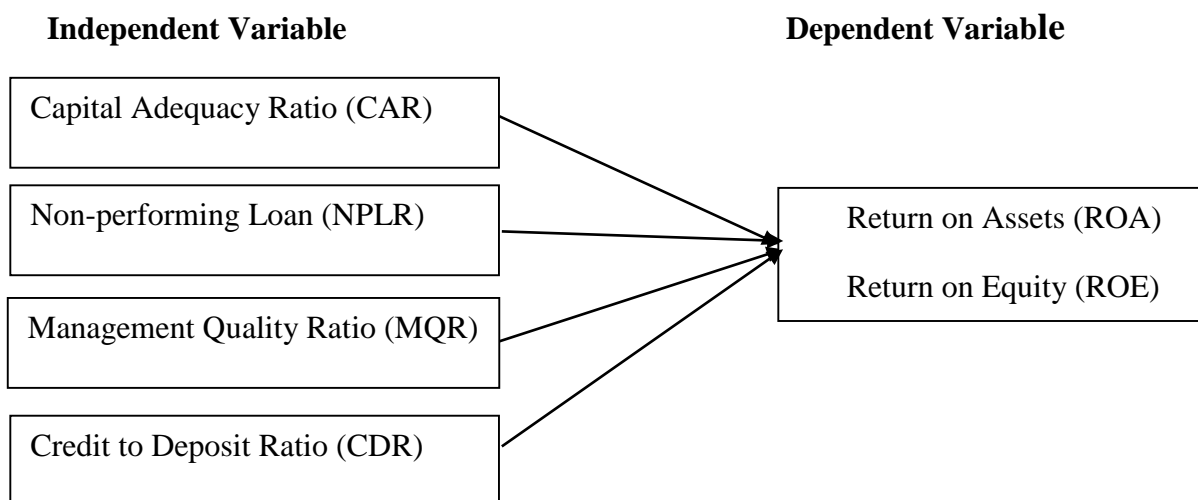 Independent Variable
Dependent Variable
Capital Adequacy Ratio (CAR)
Non-performing Loan (NPLR)
Return on Assets (ROA)
Return on Equity (ROE)
Management Quality Ratio (MQR)
Credit to Deposit Ratio (CDR)